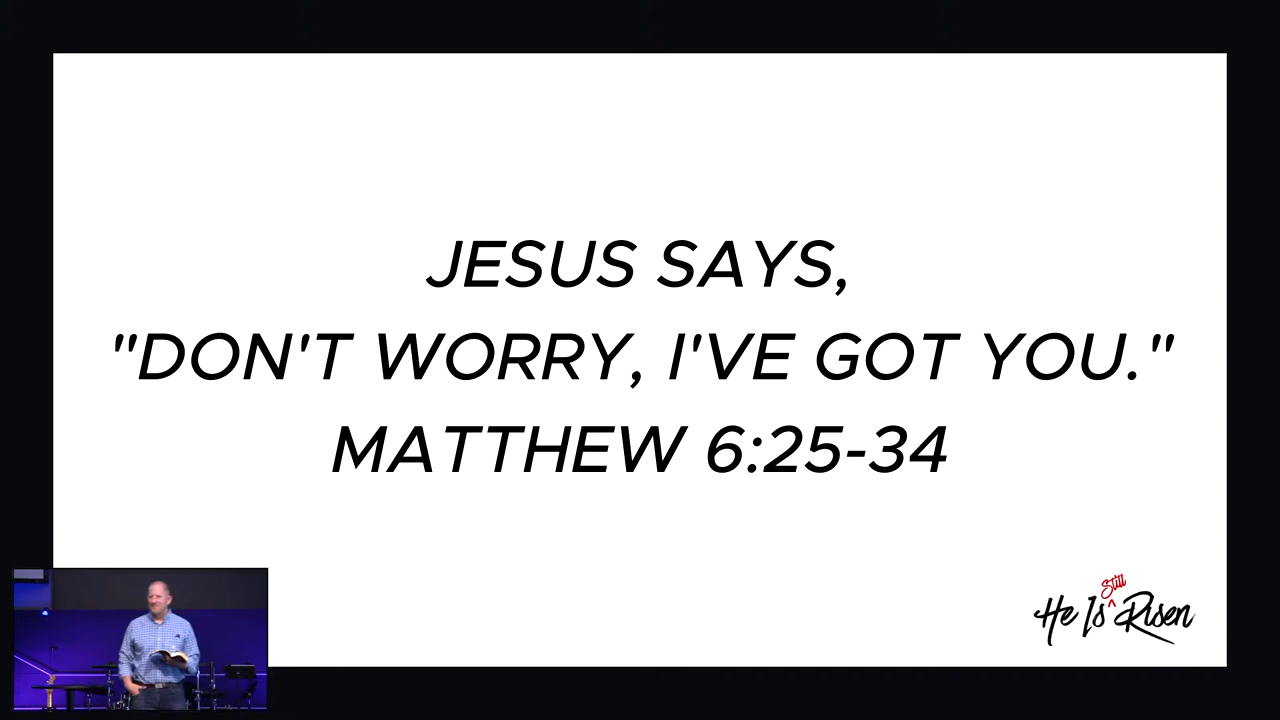 JESUS SAYS,
"DON'T WORRY, I'VE GOT YOU."
MATTHEW 6:25-34
Still
He Is ^ Risen